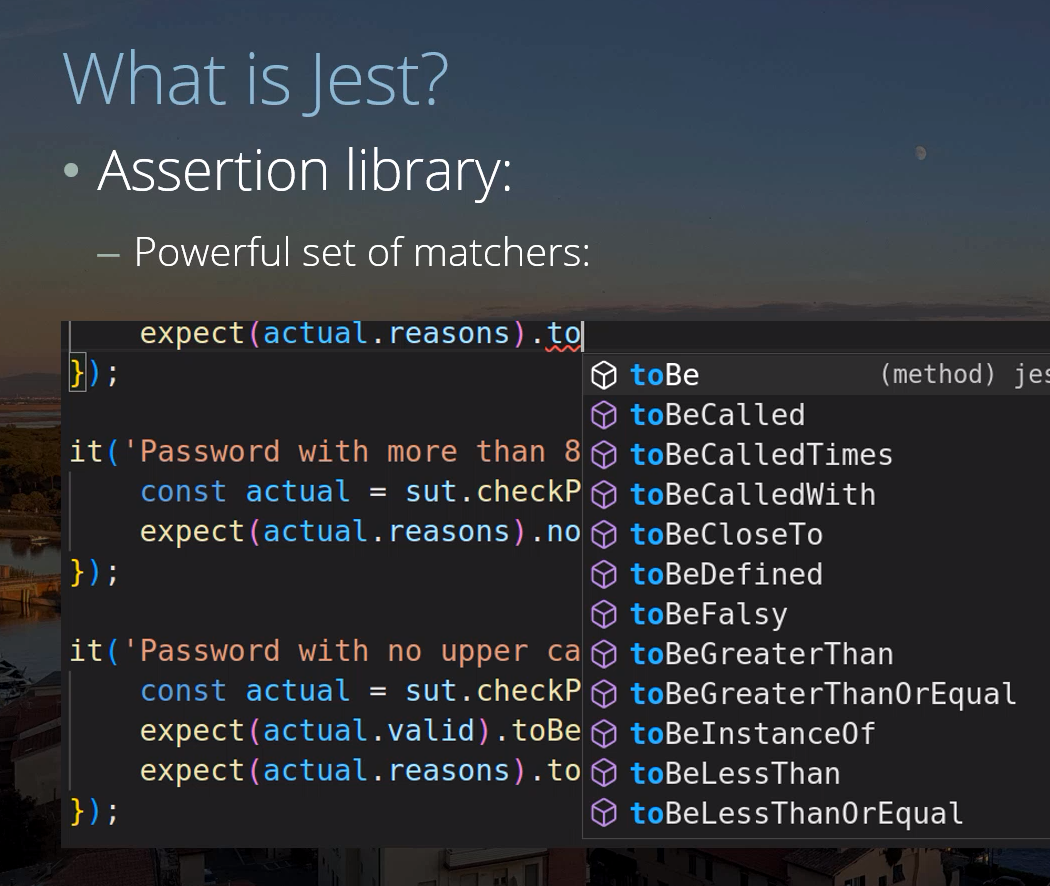 What is Jest?
• Assertion library:
– Powerful set of matchers:
expect(actual.reasons).to
});
it('Password with more than 8
const actual = sut.checkP
expect(actual.reasons).no
});
it('Password with no upper ca
const actual = sut.checkP
expect(actual.valid).toBe
expect(actual.reasons).to
});
toBe (method) jes
toBeCalled
toBeCalledTimes
toBeCalledWith
toBeCloseTo
toBeDefined
toBeFalsy
toBeGreaterThan
toBeGreaterThanOrEqual
toBeInstanceOf
toBeLessThan
toBeLessThanOrEqual